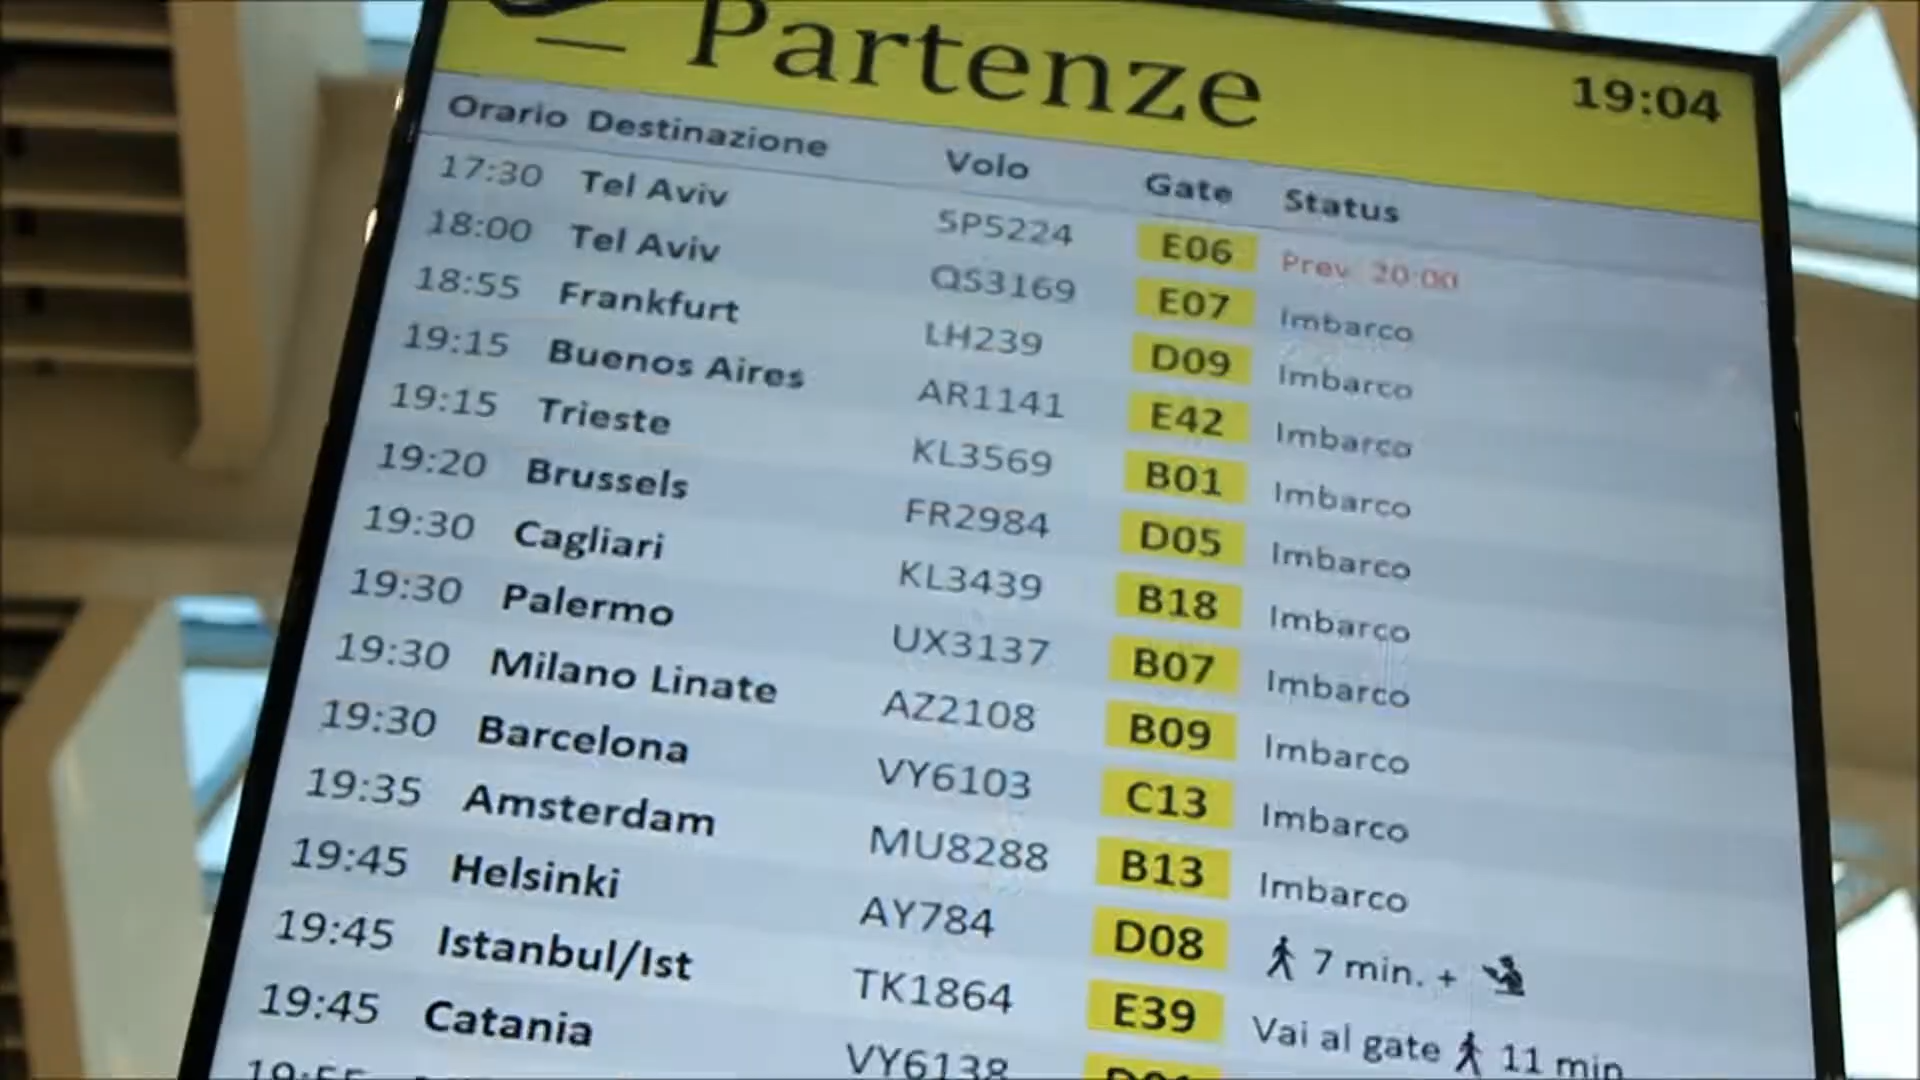 Partenze 19:04
Orario Destinazione Volo Gate Status
17:30 Tel Aviv SP5224 E06 Prev. 20:00
18:00 Tel Aviv QS3169 E07 Imbarco
18:55 Frankfurt LH239 D09 Imbarco
19:15 Buenos Aires AR1141 E42 Imbarco
19:15 Trieste KL3569 B01 Imbarco
19:20 Brussels FR2984 D05 Imbarco
19:30 Cagliari KL3439 B18 Imbarco
19:30 Palermo UX3137 B07 Imbarco
19:30 Milano Linate AZ2108 B09 Imbarco
19:30 Barcelona VY6103 C13 Imbarco
19:35 Amsterdam MU8288 B13 Imbarco
19:45 Helsinki AY784 D08 7 min. +
19:45 Istanbul/Ist TK1864 E39 Vai al gate 11 min
19:45 Catania VY6138